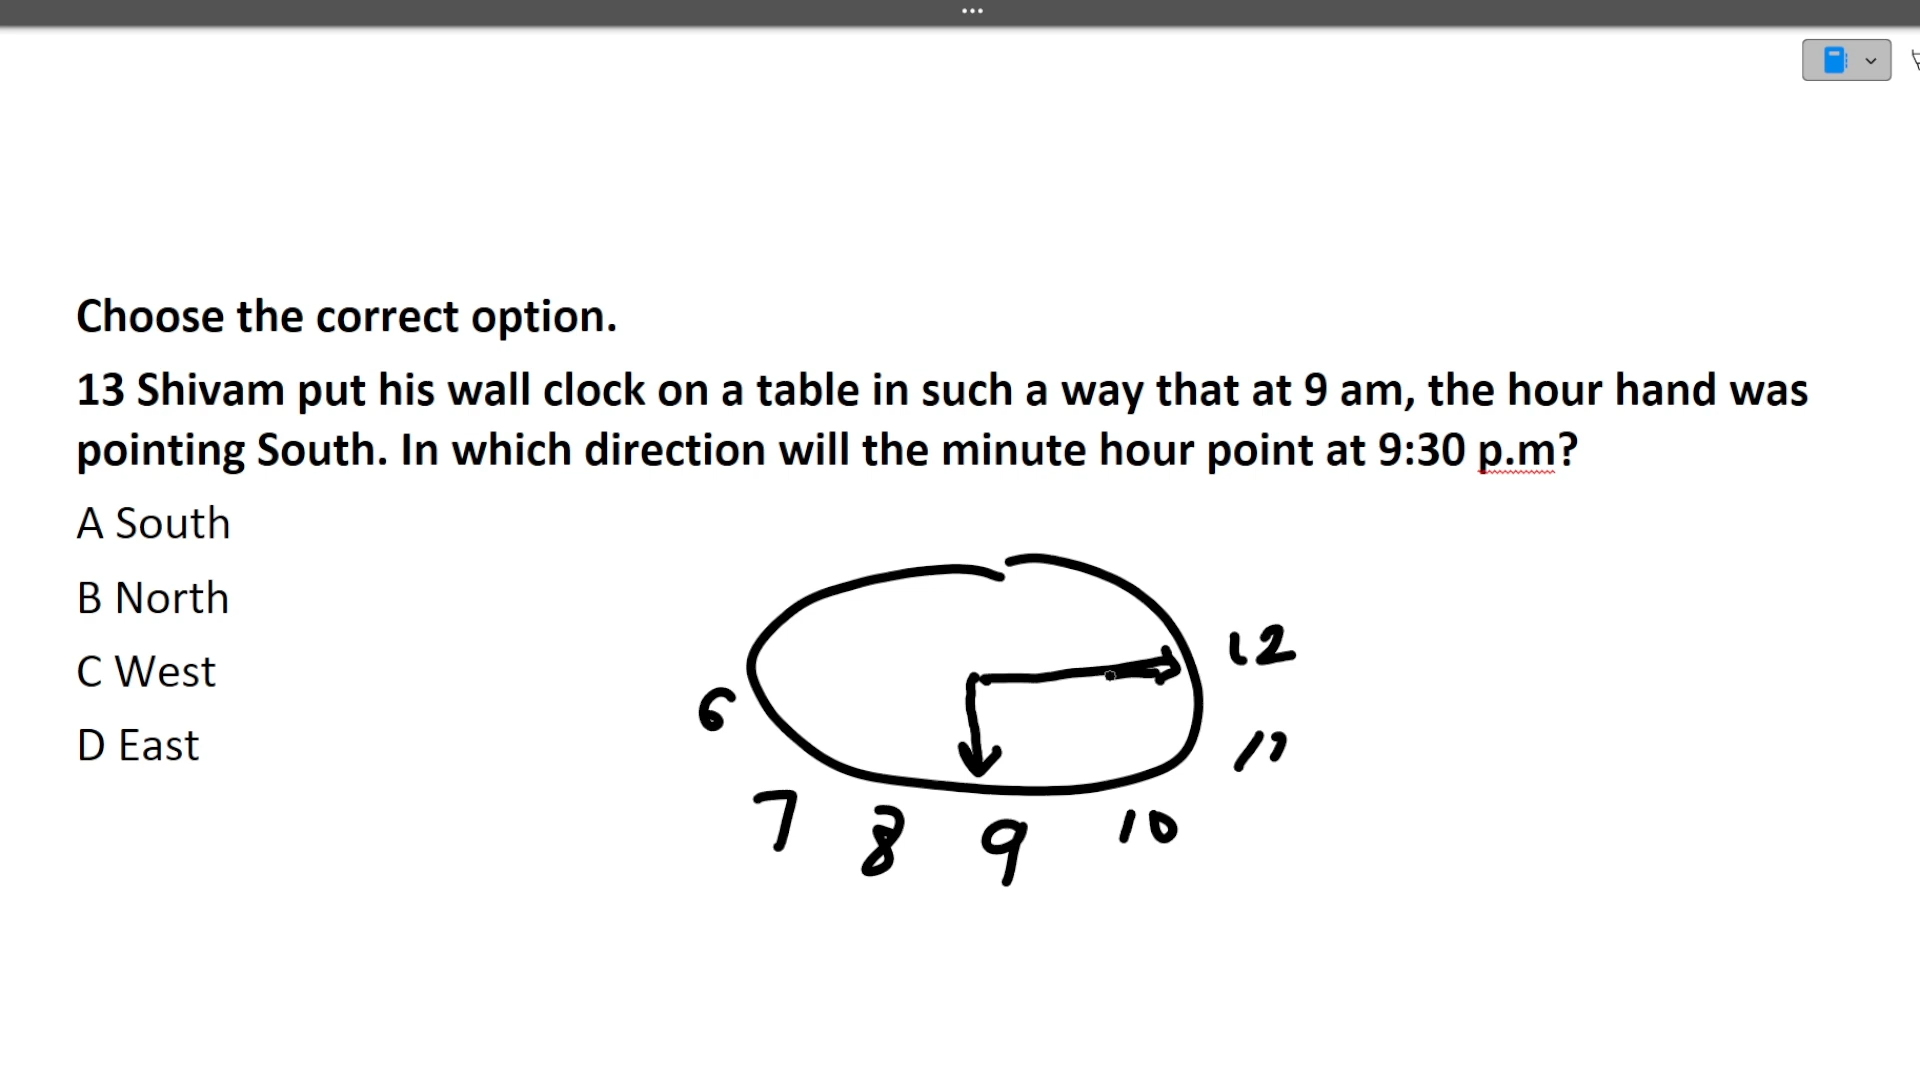 Choose the correct option.
13 Shivam put his wall clock on a table in such a way that at 9 am, the hour hand was
pointing South. In which direction will the minute hour point at 9:30 p.m?
A South
B North
C West
D East
12
6
11
7 8 9 10